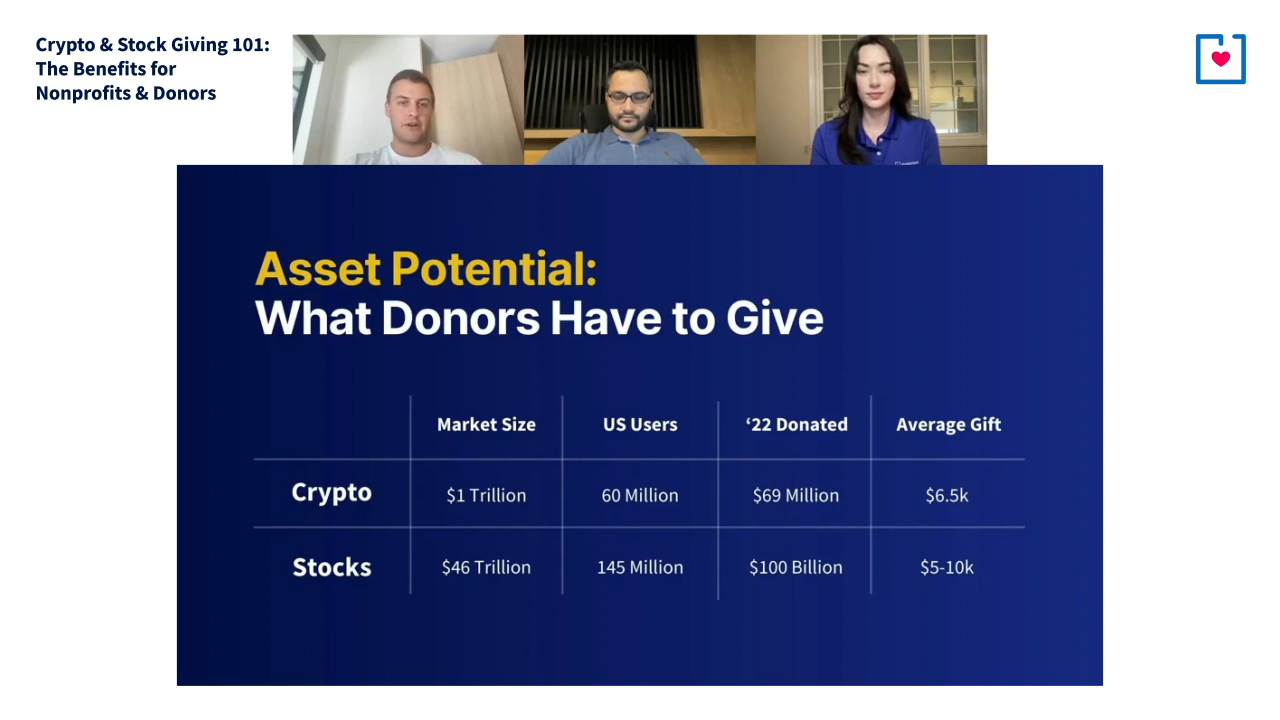 Crypto & Stock Giving 101:
The Benefits for
Nonprofits & Donors
Asset Potential:
What Donors Have to Give
Market Size US Users ‘22 Donated Average Gift
Crypto $1 Trillion 60 Million $69 Million $6.5k
Stocks $46 Trillion 145 Million $100 Billion $5-10k